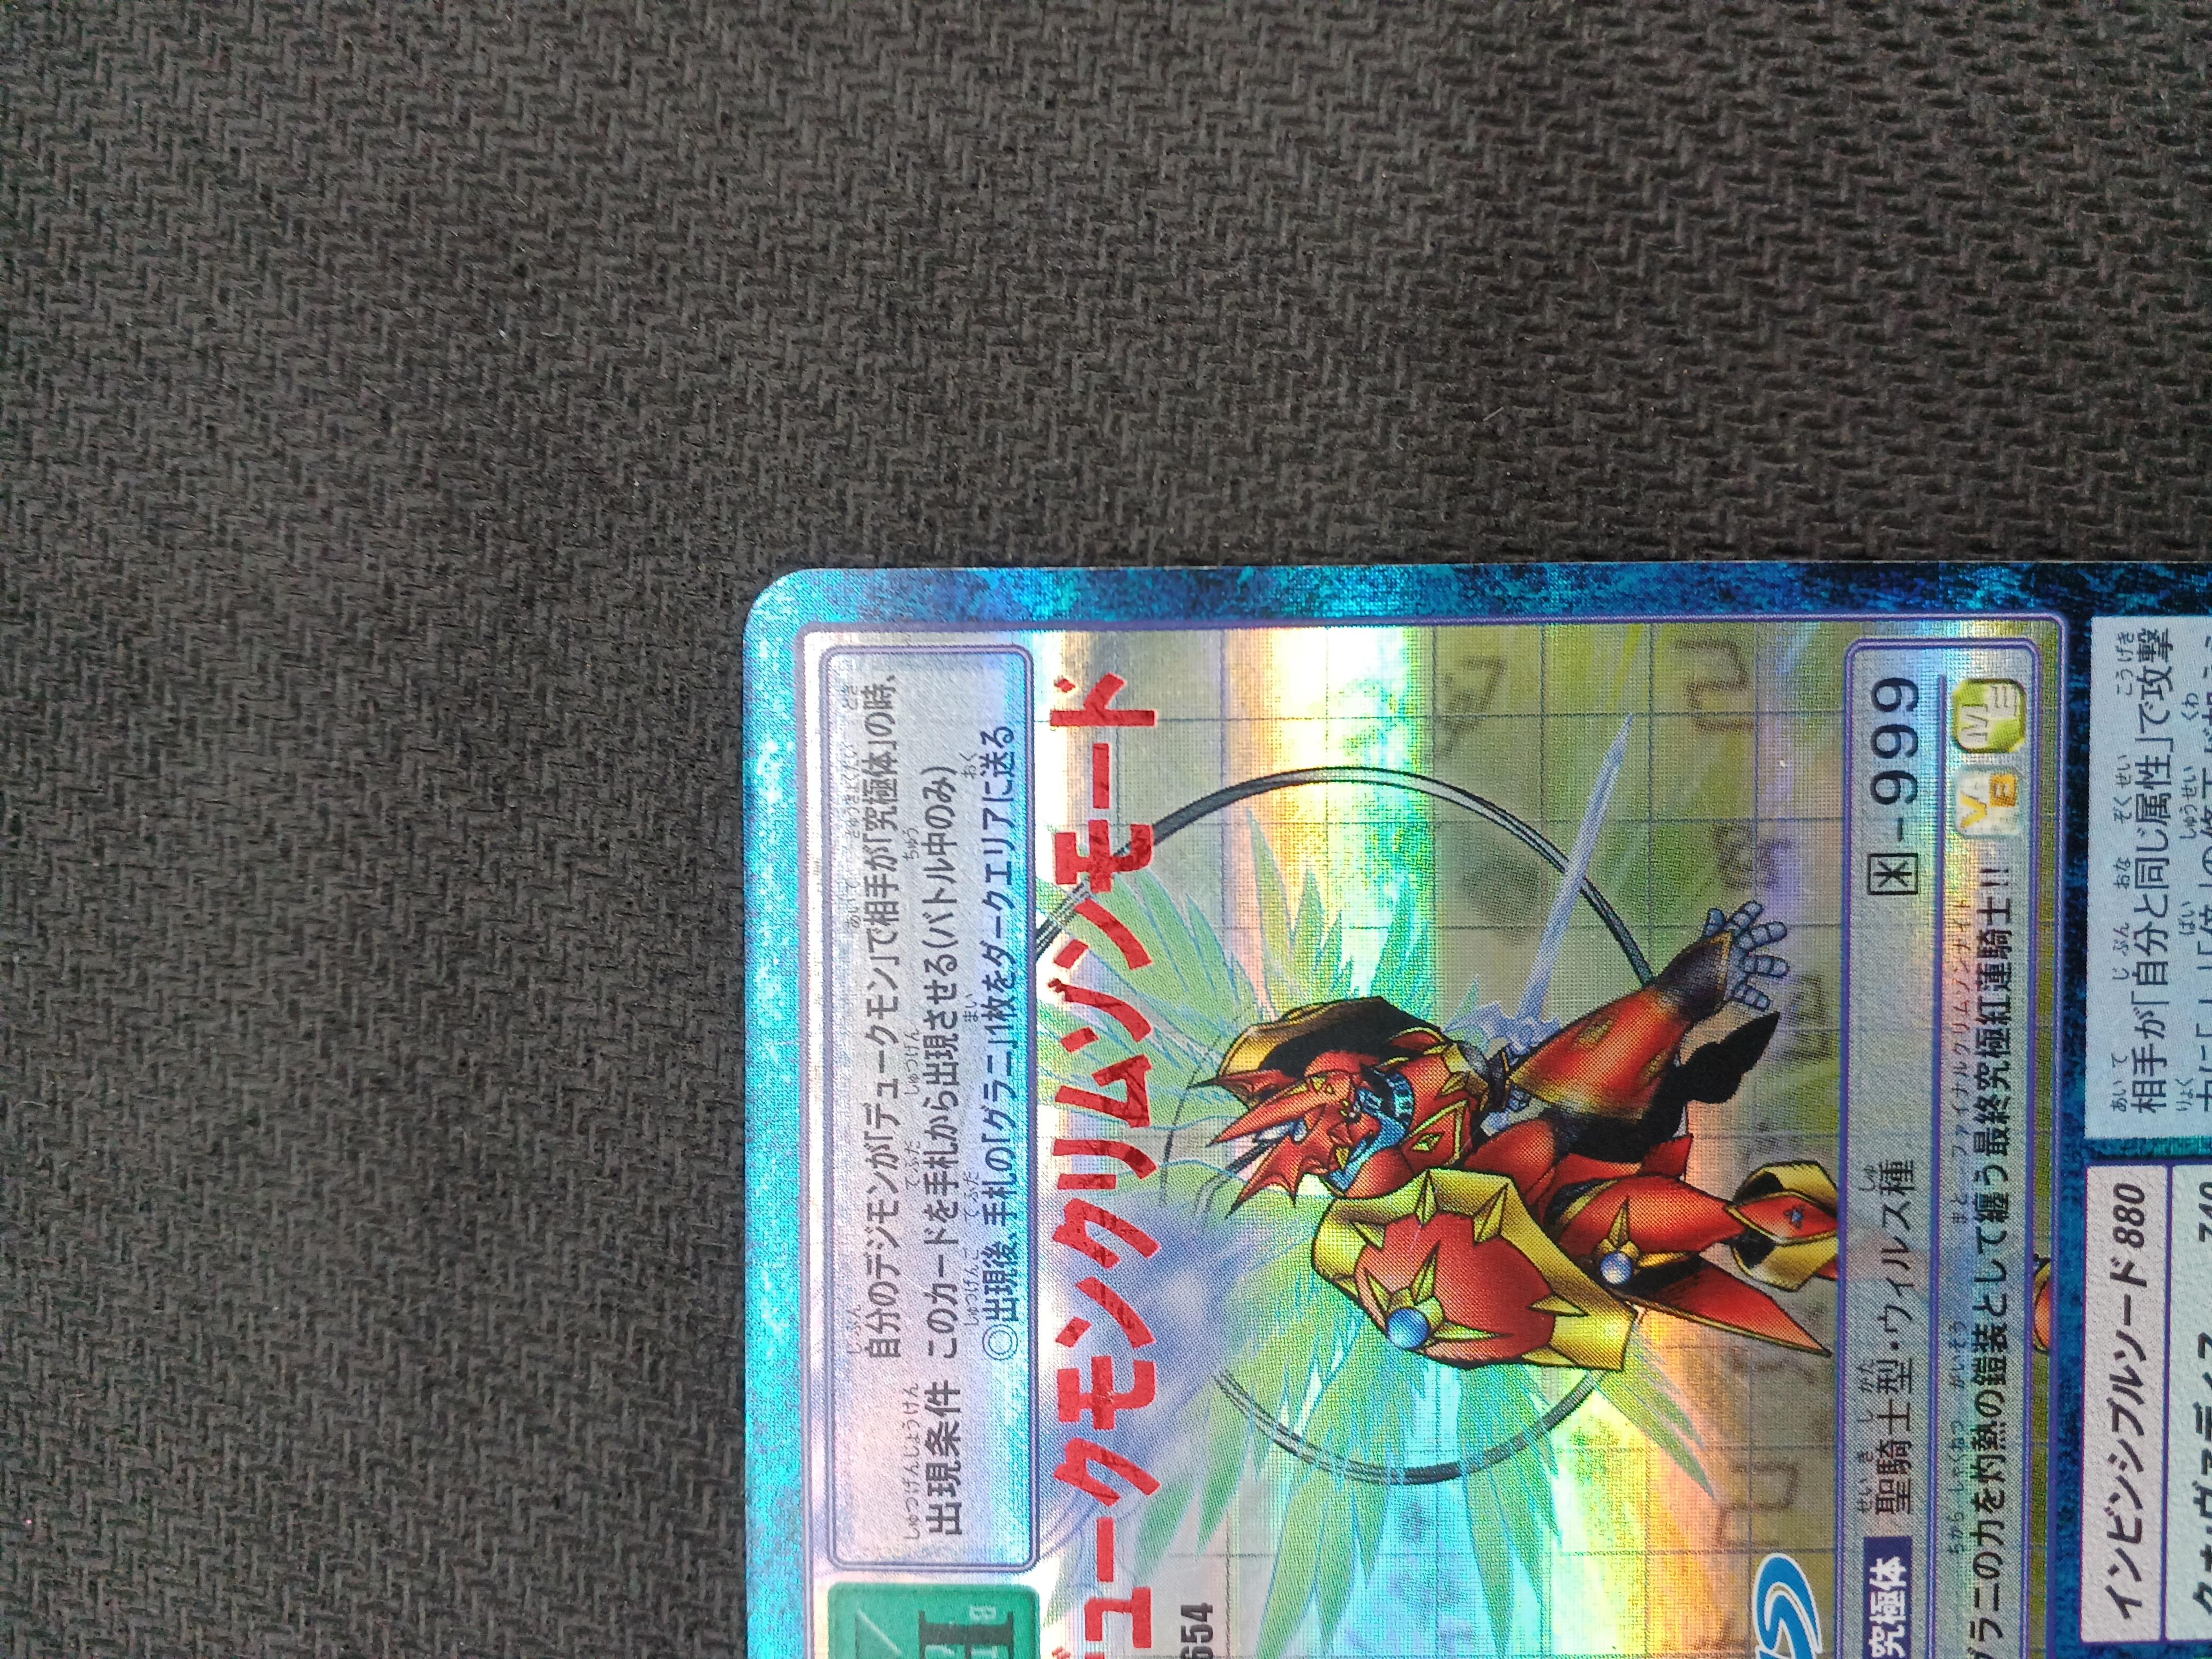 出現条件
自分のデジモンが「デュークモン」で相手が「究極体」の時、
このカードを手札から出現させる(バトル中のみ)
◎出現後、手札の「グラニ」1枚をダークエリアに送る
デュークモンクリムゾンモード
654
究極体 聖騎士型・ウィルス種 -999
グラニの力を灼熱の鎧装として纏う最終究極紅蓮騎士!!
インビンシブルソード 880
相手が「自分と同じ属性」で攻撃